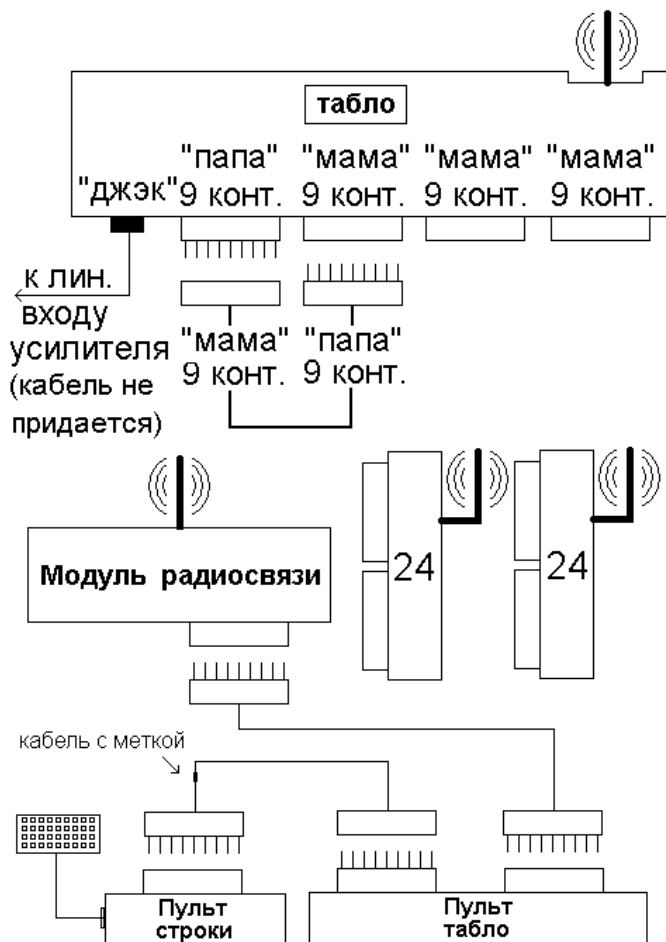 табло
"папа" "мама" "мама" "мама"
"джэк" 9 конт. 9 конт. 9 конт. 9 конт.
к лин.
входу
усилителя
(кабель не
придается)
"мама" "папа"
9 конт. 9 конт.
Модуль радиосвязи
24
24
кабель с меткой
Пульт
строки
Пульт
табло